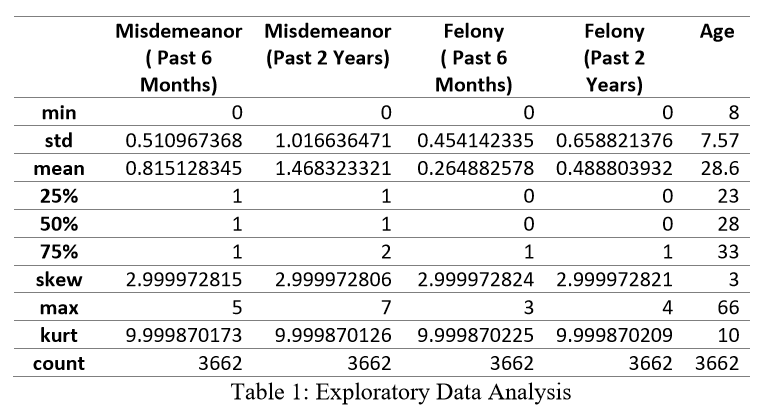 Misdemeanor Misdemeanor Felony Felony Age
( Past 6 (Past 2 Years) ( Past 6 (Past 2
Months) Months) Years)
min 0 0 0 0 8
std 0.510967368 1.016636471 0.454142335 0.658821376 7.57
mean 0.815128345 1.468323321 0.264882578 0.488803932 28.6
25% 1 1 0 0 23
50% 1 1 0 0 28
75% 1 2 1 1 33
skew 2.999972815 2.999972806 2.999972824 2.999972821 3
max 5 7 3 4 66
kurt 9.999870173 9.999870126 9.999870225 9.999870209 10
count 3662 3662 3662 3662 3662
Table 1: Exploratory Data Analysis